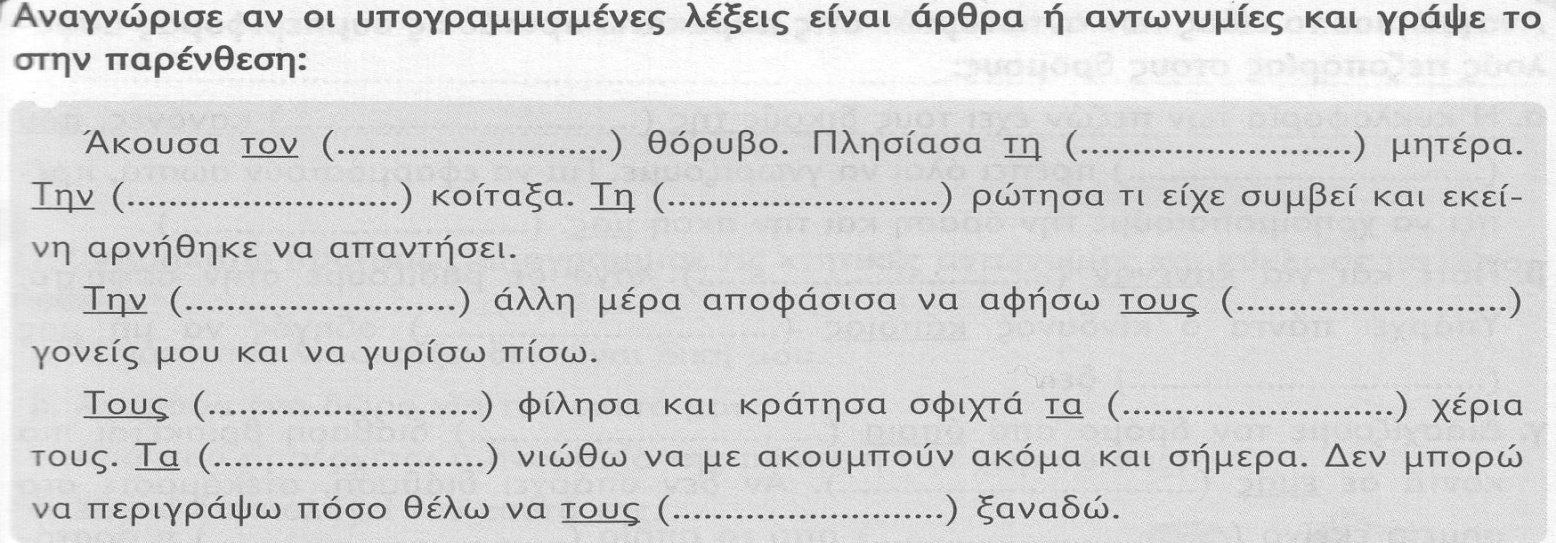 Αναγνώρισε αν οι υπογραμμισμένες λέξεις είναι άρθρα ή αντωνυμίες και γράψε το
στην παρένθεση:
Άκουσα τον (..........................) θόρυβο. Πλησίασα τη (..........................) μητέρα.
Την (..........................) κοίταξα. Τη (..........................) ρώτησα τι είχε συμβεί και εκεί-
νη αρνήθηκε να απαντήσει.
Την (..........................) άλλη μέρα αποφάσισα να αφήσω τους (..........................)
γονείς μου και να γυρίσω πίσω.
Τους (..........................) φίλησα και κράτησα σφιχτά τα (..........................) χέρια
τους. Τα (..........................) νιώθω να με ακουμπούν ακόμα και σήμερα. Δεν μπορώ
να περιγράψω πόσο θέλω να τους (..........................) ξαναδώ.